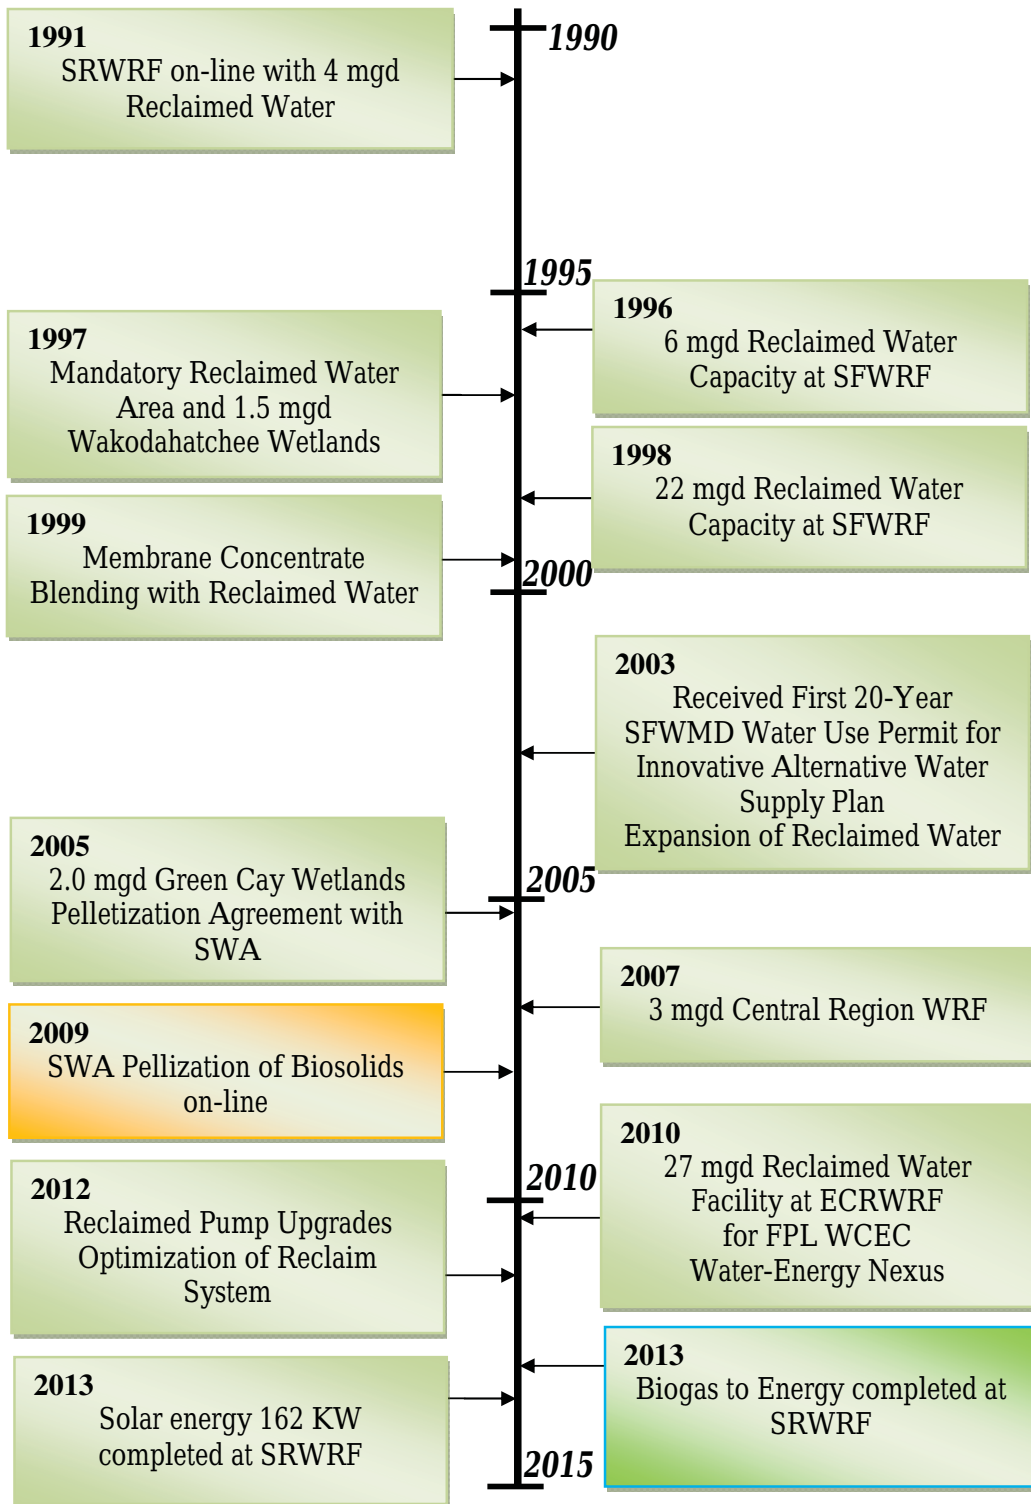 1990
1991
SRWRF on-line with 4 mgd
Reclaimed Water
1995
1996
6 mgd Reclaimed Water
Capacity at SFWRF
1997
Mandatory Reclaimed Water
Area and 1.5 mgd
Wakodahatchee Wetlands
1998
22 mgd Reclaimed Water
Capacity at SFWRF
1999
Membrane Concentrate
Blending with Reclaimed Water
2000
2003
Received First 20-Year
SFWMD Water Use Permit for
Innovative Alternative Water
Supply Plan
Expansion of Reclaimed Water
2005
2005
2.0 mgd Green Cay Wetlands
Pelletization Agreement with
SWA
2007
3 mgd Central Region WRF
2009
SWA Pellization of Biosolids
on-line
2010
2010
27 mgd Reclaimed Water
Facility at ECRWRF
for FPL WCEC
Water-Energy Nexus
2012
Reclaimed Pump Upgrades
Optimization of Reclaim
System
2013
Biogas to Energy completed at
SRWRF
2013
Solar energy 162 KW
completed at SRWRF
2015